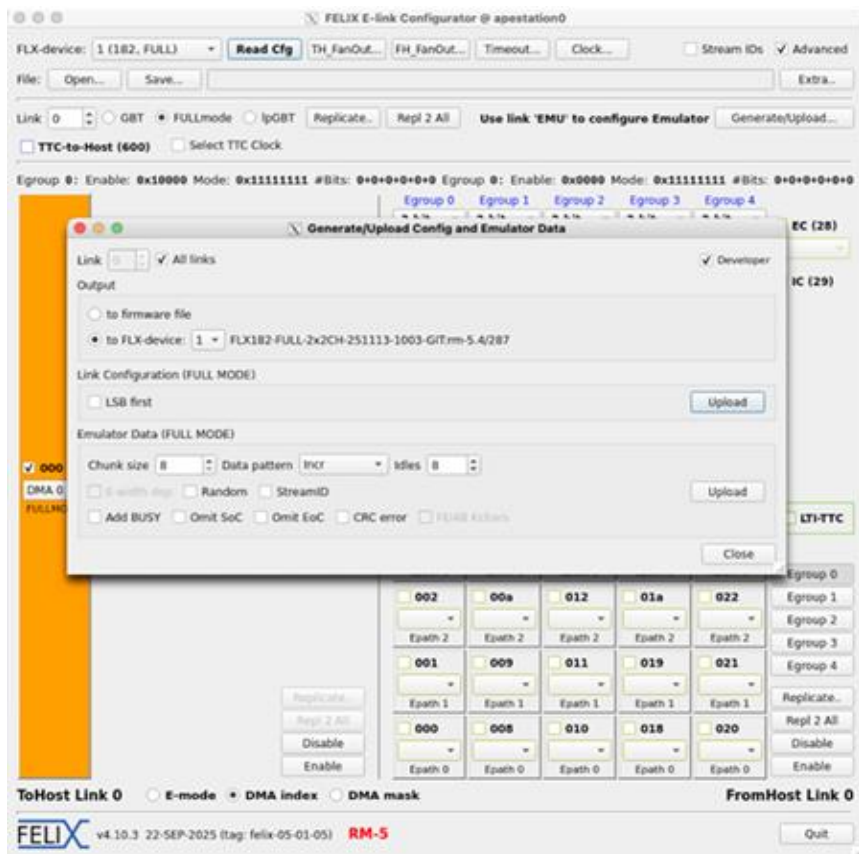 FELIX E-link Configurator @ apestation0
FLX-device: 1 (182, FULL) Read Cfg TH_FanOut... FH_FanOut... Timeout... Clock... Stream IDs Advanced
File: Open... Save... Extra...
Link 0 GBT FULLmode lpGBT Replicate.. Repl 2 All Use link 'EMU' to configure Emulator Generate/Upload...
TTC-to-Host (600) Select TTC Clock
Egroup 0: Enable: 0x10000 Mode: 0x11111111 #Bits: 0+0+0+0+0+0 Egroup 0: Enable: 0x0000 Mode: 0x11111 #Bits: 0+0+0+0+0
Egroup 0 Egroup 1 Egroup 2 Egroup 3 Egroup 4
EC (28)
Generate/Upload Config and Emulator Data
Link 0 All links Developer
IC (29)
Output
to firmware file
to FLX-device: 1 FLX182-FULL-2x2CH-251113-1003-GIT:rm-5.4/287
Link Configuration (FULL MODE)
LSB first Upload
Emulator Data (FULL MODE)
Chunk size 8 Data pattern Incr Idles 8
000
DMA 0 Random StreamID Upload
Add BUSY Omit SoC Omit EoC CRC error
LTI-TTC
Close
Egroup 0
002 00a 012 01a 022 Egroup 1
Egroup 2
Epath 2 Epath 2 Epath 2 Epath 2 Epath 2 Egroup 3
001 009 011 019 021 Egroup 4
Replicate.. Epath 1 Epath 1 Epath 1 Epath 1 Epath 1 Replicate..
Repl 2 All 000 008 010 018 020 Repl 2 All
Disable Disable
Enable Epath 0 Epath 0 Epath 0 Epath 0 Epath 0 Enable
ToHost Link 0 E-mode DMA index DMA mask FromHost Link 0
FELIX v4.10.3 22-SEP-2025 (tag: felix-05-01-05) RM-5 Quit